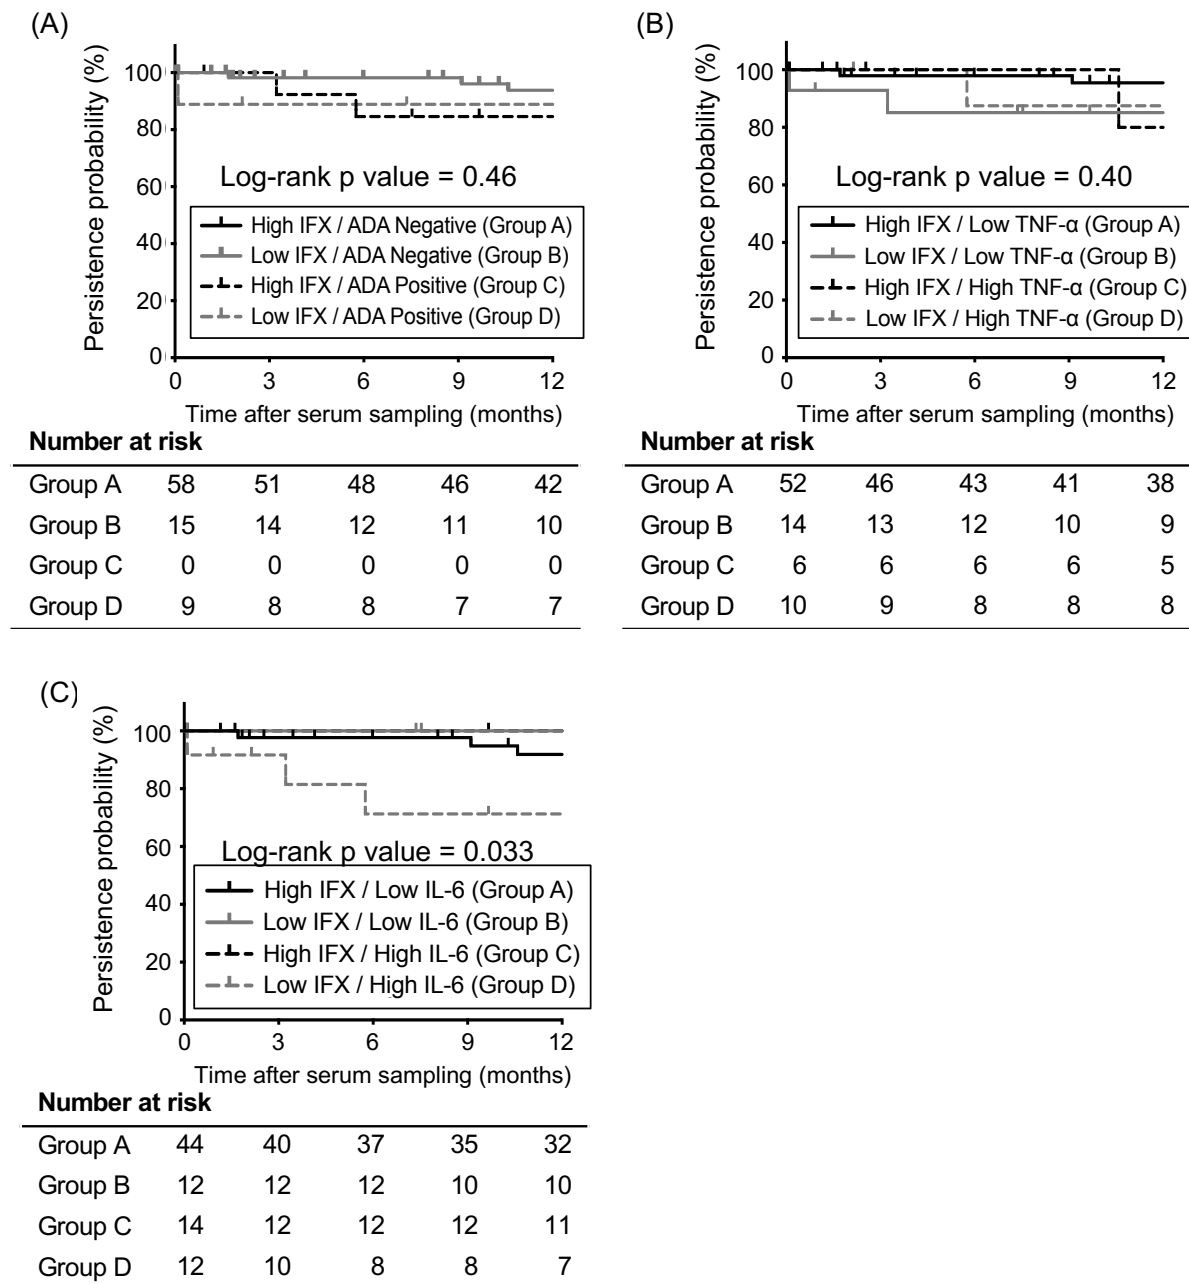 (A)
Persistence probability (%)
100
80
60
40
20
0
Log-rank p value = 0.46
High IFX / ADA Negative (Group A)
Low IFX / ADA Negative (Group B)
High IFX / ADA Positive (Group C)
Low IFX / ADA Positive (Group D)
0 3 6 9 12
Time after serum sampling (months)
Number at risk
Group A 58 51 48 46 42
Group B 15 14 12 11 10
Group C 0 0 0 0 0
Group D 9 8 8 7 7
(B)
Persistence probability (%)
100
80
60
40
20
0
Log-rank p value = 0.40
High IFX / Low TNF-α (Group A)
Low IFX / Low TNF-α (Group B)
High IFX / High TNF-α (Group C)
Low IFX / High TNF-α (Group D)
0 3 6 9 12
Time after serum sampling (months)
Number at risk
Group A 52 46 43 41 38
Group B 14 13 12 10 9
Group C 6 6 6 6 5
Group D 10 9 8 8 8
(C)
Persistence probability (%)
100
80
60
40
20
0
Log-rank p value = 0.033
High IFX / Low IL-6 (Group A)
Low IFX / Low IL-6 (Group B)
High IFX / High IL-6 (Group C)
Low IFX / High IL-6 (Group D)
0 3 6 9 12
Time after serum sampling (months)
Number at risk
Group A 44 40 37 35 32
Group B 12 12 12 10 10
Group C 14 12 12 12 11
Group D 12 10 8 8 7